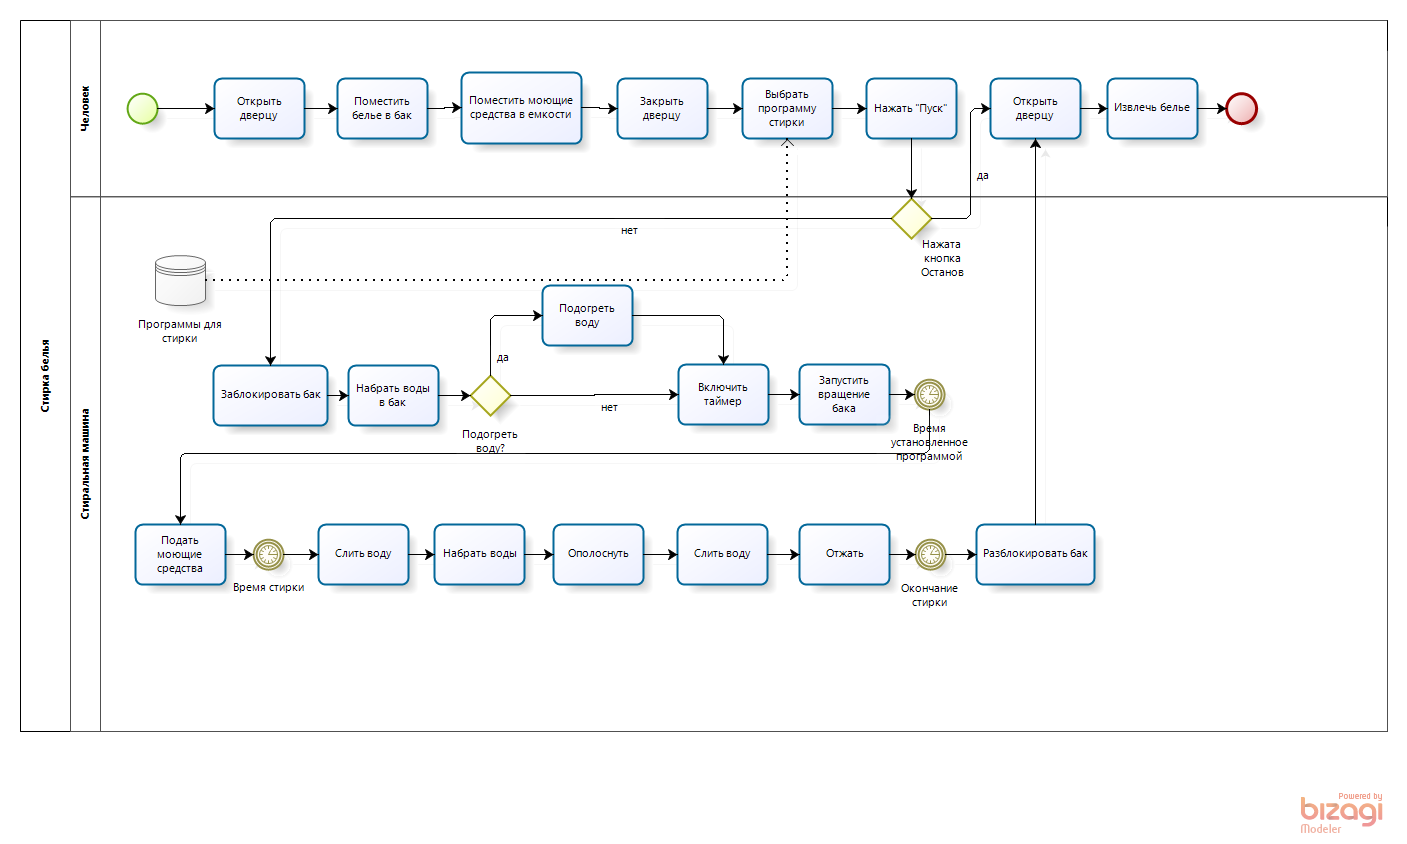 Стирка белья
Человек
Открыть
дверцу
Поместить
белье в бак
Поместить моющие
средства в емкости
Закрыть
дверцу
Выбрать
программу
стирки
Нажать "Пуск"
Открыть
дверцу
Извлечь белье
да
Стиральная машина
нет
Нажата
кнопка
Останов
Программы для
стирки
Подогреть
воду
да
Заблокировать бак
Набрать воды
в бак
Подогреть
воду?
нет
Включить
таймер
Запустить
вращение
бака
Время
установленное
программой
Подать
моющие
средства
Время стирки
Слить воду
Набрать воды
Ополоснуть
Слить воду
Отжать
Окончание
стирки
Разблокировать бак
Powered by
bizagi
Modeler